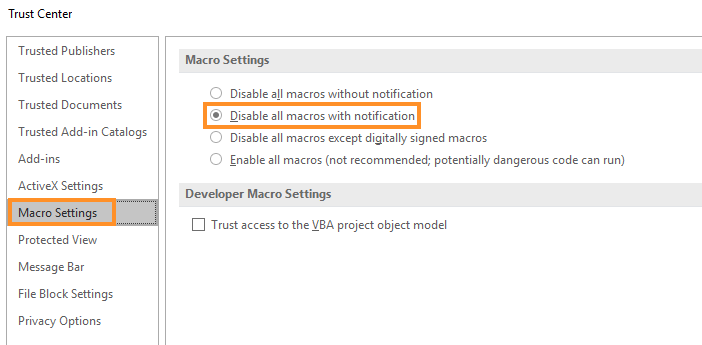 Trust Center
Trusted Publishers
Trusted Locations
Trusted Documents
Trusted Add-in Catalogs
Add-ins
ActiveX Settings
Macro Settings
Protected View
Message Bar
File Block Settings
Privacy Options
Macro Settings
Disable all macros without notification
Disable all macros with notification
Disable all macros except digitally signed macros
Enable all macros (not recommended; potentially dangerous code can run)
Developer Macro Settings
Trust access to the VBA project object model